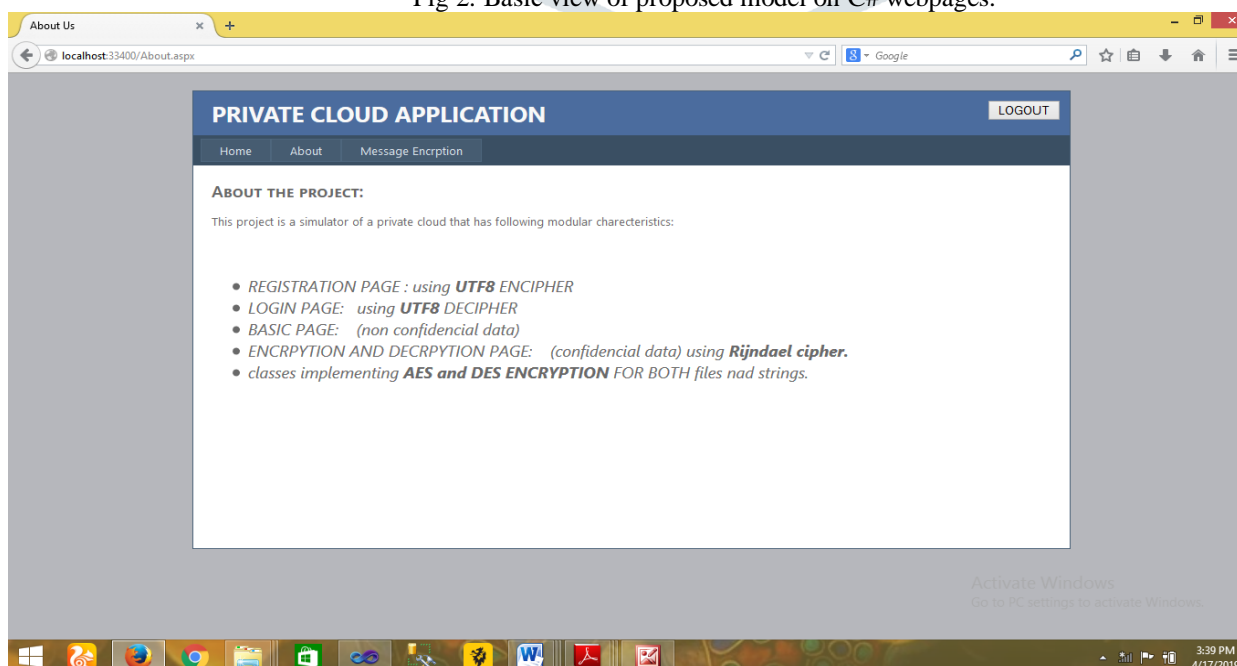 Fig 2: Basic view of proposed model on C# webpages.
About Us
localhost:33400/About.aspx
Google
PRIVATE CLOUD APPLICATION
LOGOUT
Home About Message Encrption
ABOUT THE PROJECT:
This project is a simulator of a private cloud that has following modular charecteristics:
• REGISTRATION PAGE : using UTF8 ENCIPHER
• LOGIN PAGE: using UTF8 DECIPHER
• BASIC PAGE: (non confidencial data)
• ENCRPYTION AND DECRPYTION PAGE: (confidencial data) using Rijndael cipher.
• classes implementing AES and DES ENCRYPTION FOR BOTH files nad strings.
Activate Windows
Go to PC settings to activate Windows.
3:39 PM